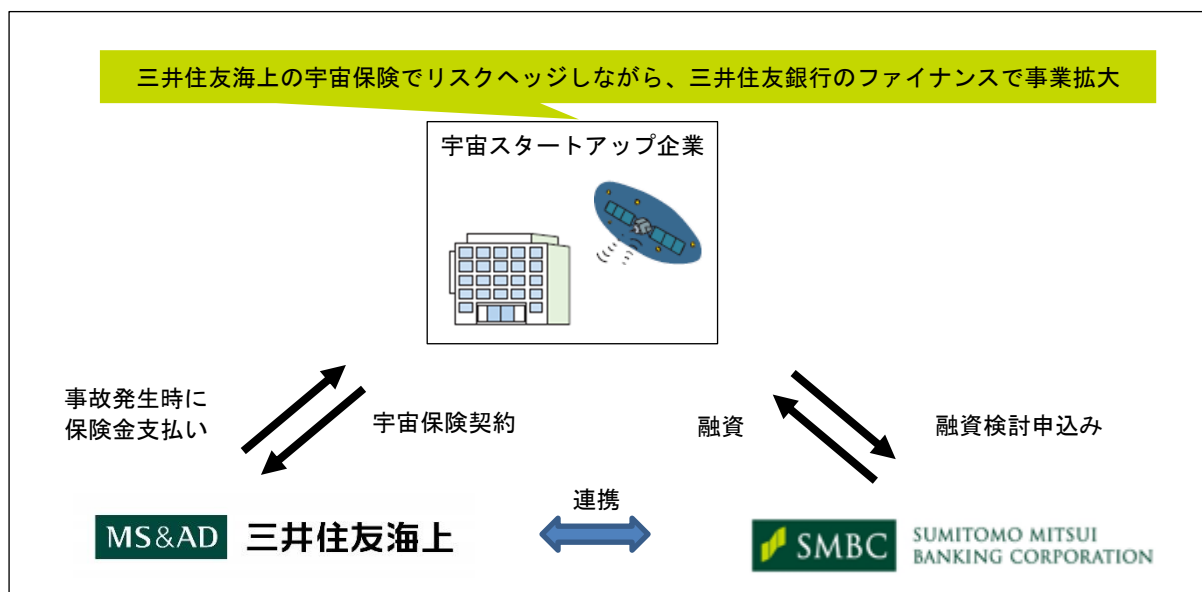 三井住友海上の宇宙保険でリスクヘッジしながら、三井住友銀行のファイナンスで事業拡大
宇宙スタートアップ企業
事故発生時に
保険金支払い
宇宙保険契約
融資
融資検討申込み
連携
MS&AD 三井住友海上
SMBC
SUMITOMO MITSUI
BANKING CORPORATION